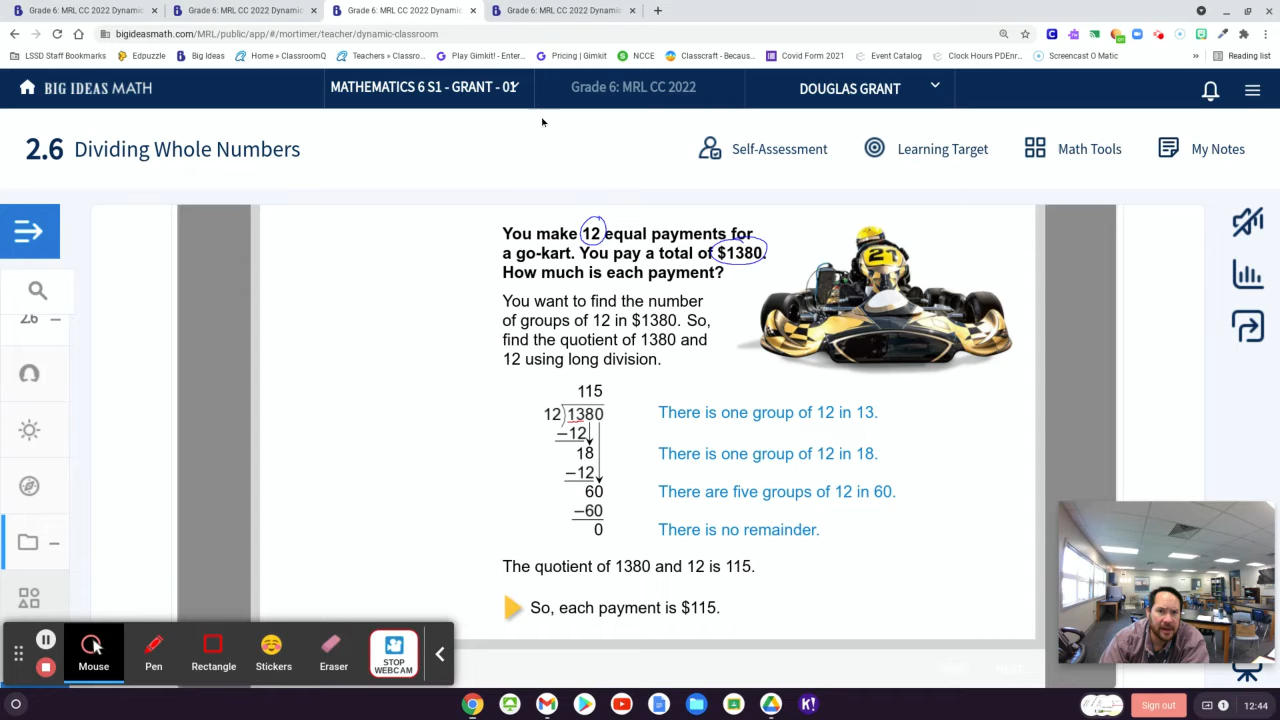 Grade 6: MRL CC 2022 Dynamic ×
Grade 6: MRL CC 2022 Dynamic ×
Grade 6: MRL CC 2022 Dynamic ×
Grade 6: MRL CC 2022 Dynamic ×
bigideasmath.com/MRL/public/app/#/mortimer/teacher/dynamic-classroom
LSSD Staff Bookmarks
Edpuzzle
Big Ideas
Home » ClassroomQ
Teachers » Classro...
Play Gimkit! - Enter...
Pricing | Gimkit
NCCE
Classcraft - Becaus...
Covid Form 2021
Event Catalog
Clock Hours PDEnr...
Screencast O Matic
»
Reading list
BIG IDEAS MATH
MATHEMATICS 6 S1 - GRANT - 01
Grade 6: MRL CC 2022
DOUGLAS GRANT
2.6 Dividing Whole Numbers
Self-Assessment
Learning Target
Math Tools
My Notes
2.6
You make 12 equal payments for
a go-kart. You pay a total of $1380.
How much is each payment?
21
You want to find the number
of groups of 12 in $1380. So,
find the quotient of 1380 and
12 using long division.
115
12)1380 There is one group of 12 in 13.
−12
18 There is one group of 12 in 18.
−12
60 There are five groups of 12 in 60.
−60
0 There is no remainder.
The quotient of 1380 and 12 is 115.
So, each payment is $115.
Mouse
Pen
Rectangle
Stickers
Eraser
STOP
WEBCAM
K!
Sign out
1
12:44